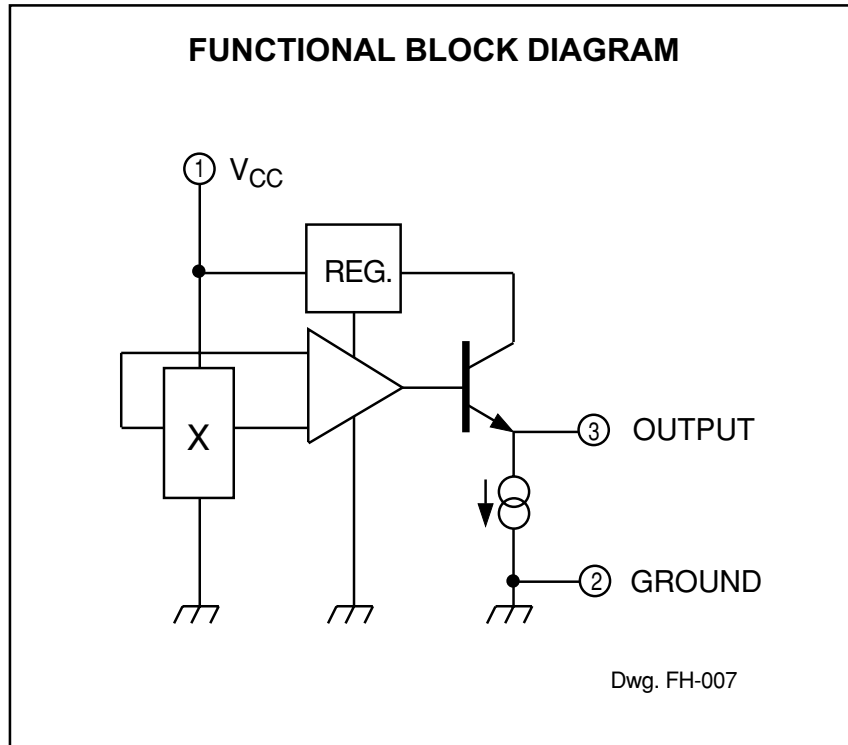 FUNCTIONAL BLOCK DIAGRAM
1 VCC
REG.
X
3 OUTPUT
2 GROUND
Dwg. FH-007